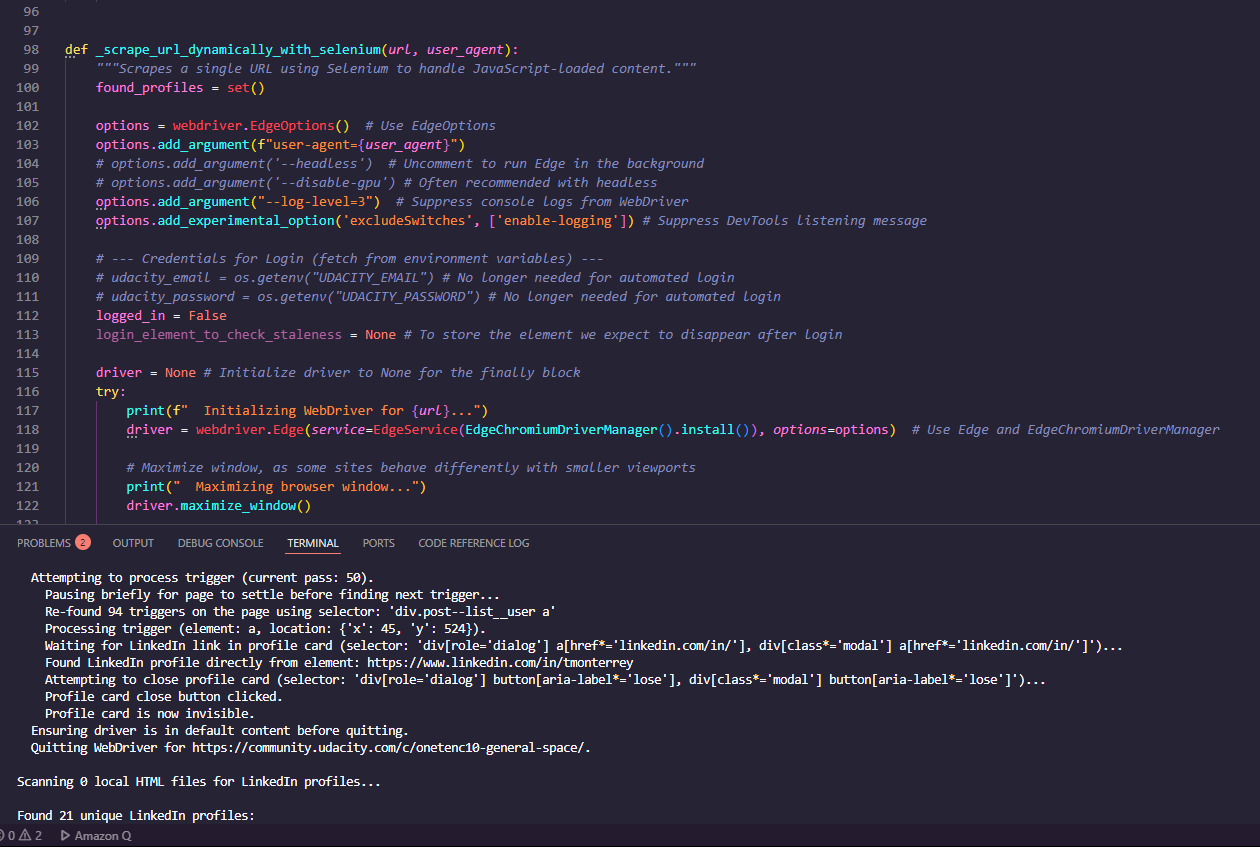 96
97
98 def _scrape_url_dynamically_with_selenium(url, user_agent):
99 """Scrapes a single URL using Selenium to handle JavaScript-loaded content."""
100 found_profiles = set()
101
102 options = webdriver.EdgeOptions()  # Use EdgeOptions
103 options.add_argument(f"user-agent={user_agent}")
104 # options.add_argument('--headless')  # Uncomment to run Edge in the background
105 # options.add_argument('--disable-gpu') # Often recommended with headless
106 options.add_argument("--log-level=3")  # Suppress console logs from WebDriver
107 options.add_experimental_option('excludeSwitches', ['enable-logging']) # Suppress DevTools listening message
108
109 # --- Credentials for Login (fetch from environment variables) ---
110 # udacity_email = os.getenv("UDACITY_EMAIL") # No longer needed for automated login
111 # udacity_password = os.getenv("UDACITY_PASSWORD") # No longer needed for automated login
112 logged_in = False
113 login_element_to_check_staleness = None # To store the element we expect to disappear after login
114
115 driver = None # Initialize driver to None for the finally block
116 try:
117 print(f"  Initializing WebDriver for {url}...")
118 driver = webdriver.Edge(service=EdgeService(EdgeChromiumDriverManager().install()), options=options)  # Use Edge and EdgeChromiumDriverManager
119
120 # Maximize window, as some sites behave differently with smaller viewports
121 print("  Maximizing browser window...")
122 driver.maximize_window()
123
PROBLEMS 2 OUTPUT DEBUG CONSOLE TERMINAL PORTS CODE REFERENCE LOG
Attempting to process trigger (current pass: 50).
Pausing briefly for page to settle before finding next trigger...
Re-found 94 triggers on the page using selector: 'div.post--list__user a'
Processing trigger (element: a, location: {'x': 45, 'y': 524}).
Waiting for LinkedIn link in profile card (selector: 'div[role='dialog'] a[href*='linkedin.com/in/'], div[class*='modal'] a[href*='linkedin.com/in/']')...
Found LinkedIn profile directly from element: https://www.linkedin.com/in/tmonterrey
Attempting to close profile card (selector: 'div[role='dialog'] button[aria-label*='lose'], div[class*='modal'] button[aria-label*='lose']')...
Profile card close button clicked.
Profile card is now invisible.
Ensuring driver is in default content before quitting.
Quitting WebDriver for https://community.udacity.com/c/onetenc10-general-space/.
Scanning 0 local HTML files for LinkedIn profiles...
Found 21 unique LinkedIn profiles:
0 2 Amazon Q